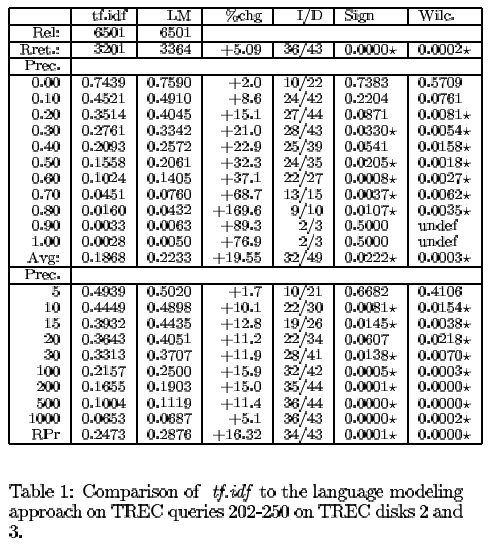 tf.idf LM %chg I/D Sign Wilc.
Rel: 6501 6501
Rret.: 3201 3364 +5.09 36/43 0.0000⋆ 0.0002⋆
Prec.
0.00 0.7439 0.7590 +2.0 10/22 0.7383 0.5709
0.10 0.4521 0.4910 +8.6 24/42 0.2204 0.0761
0.20 0.3514 0.4045 +15.1 27/44 0.0871 0.0081⋆
0.30 0.2761 0.3342 +21.0 28/43 0.0330⋆ 0.0054⋆
0.40 0.2093 0.2572 +22.9 25/39 0.0541 0.0158⋆
0.50 0.1558 0.2061 +32.3 24/35 0.0205⋆ 0.0018⋆
0.60 0.1024 0.1405 +37.1 22/27 0.0008⋆ 0.0027⋆
0.70 0.0451 0.0760 +68.7 13/15 0.0037⋆ 0.0062⋆
0.80 0.0160 0.0432 +169.6 9/10 0.0107⋆ 0.0035⋆
0.90 0.0033 0.0063 +89.3 2/3 0.5000 undef
1.00 0.0028 0.0050 +76.9 2/3 0.5000 undef
Avg: 0.1868 0.2233 +19.55 32/49 0.0222⋆ 0.0003⋆
Prec.
5 0.4939 0.5020 +1.7 10/21 0.6682 0.4106
10 0.4449 0.4898 +10.1 22/30 0.0081⋆ 0.0154⋆
15 0.3932 0.4435 +12.8 19/26 0.0145⋆ 0.0038⋆
20 0.3643 0.4051 +11.2 22/34 0.0607 0.0218⋆
30 0.3313 0.3707 +11.9 28/41 0.0138⋆ 0.0070⋆
100 0.2157 0.2500 +15.9 32/42 0.0005⋆ 0.0003⋆
200 0.1655 0.1903 +15.0 35/44 0.0001⋆ 0.0000⋆
500 0.1004 0.1119 +11.4 36/44 0.0000⋆ 0.0000⋆
1000 0.0653 0.0687 +5.1 36/43 0.0000⋆ 0.0002⋆
RPr 0.2473 0.2876 +16.32 34/43 0.0001⋆ 0.0000⋆
Table 1: Comparison of tf.idf to the language modeling
approach on TREC queries 202-250 on TREC disks 2 and
3.